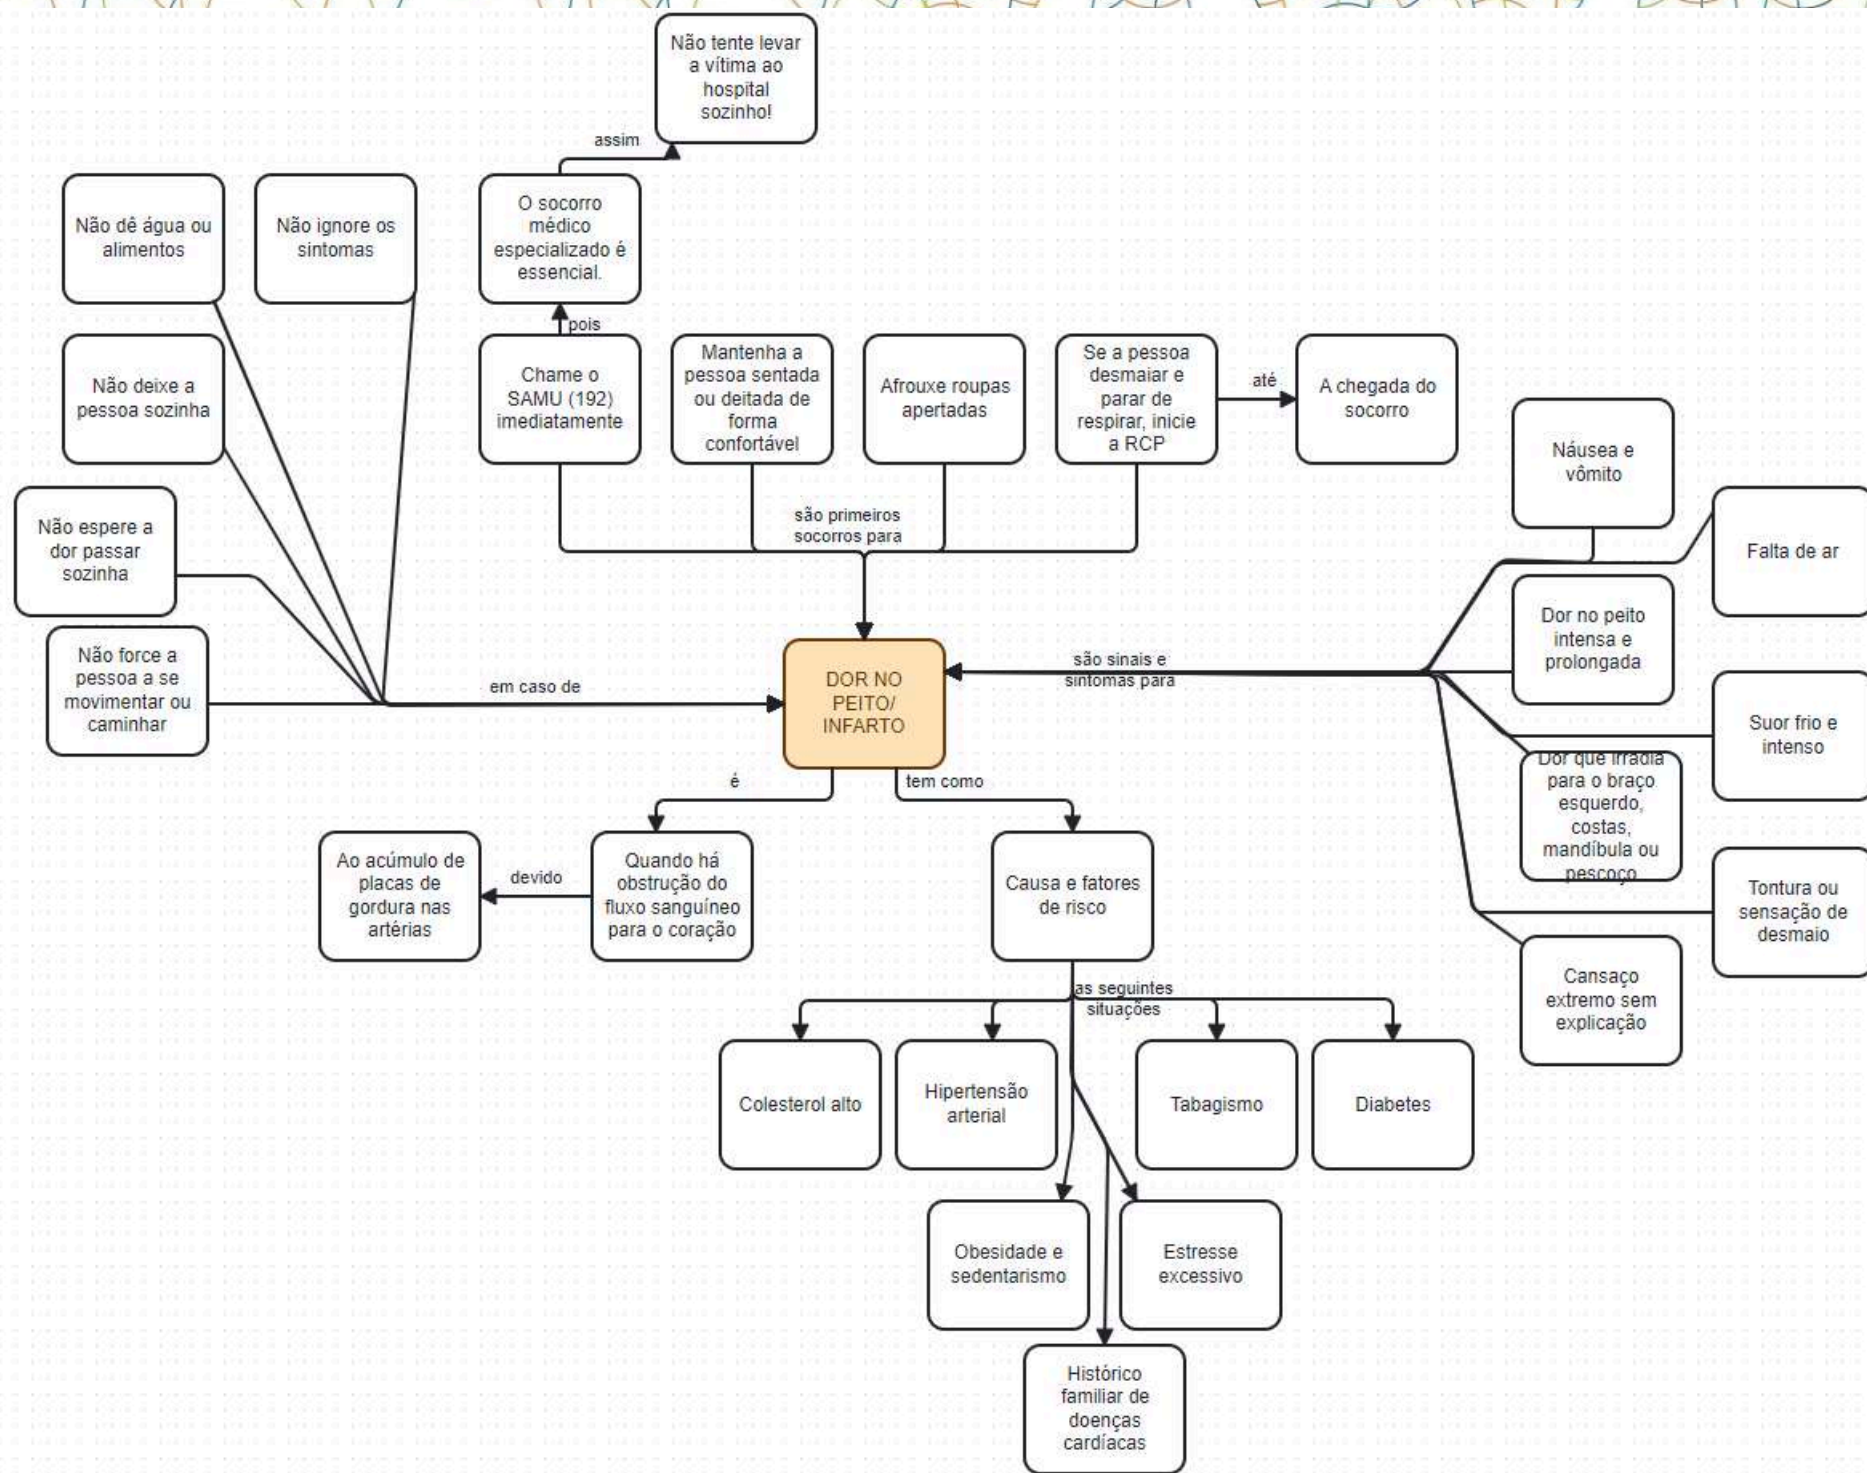 Não tente levar
a vítima ao
hospital
sozinho!
assim
Não dê água ou
alimentos
Não ignore os
sintomas
O socorro
médico
especializado é
essencial.
pois
Não deixe a
pessoa sozinha
Chame o
SAMU (192)
imediatamente
Mantenha a
pessoa sentada
ou deitada de
forma
confortável
Afrouxe roupas
apertadas
Se a pessoa
desmaiar e
parar de
respirar, inicie
a RCP
até
A chegada do
socorro
Náusea e
vômito
Não espere a
dor passar
sozinha
são primeiros
socorros para
Falta de ar
Dor no peito
intensa e
prolongada
Não force a
pessoa a se
movimentar ou
caminhar
em caso de
DOR NO
PEITO/
INFARTO
são sinais e
sintomas para
Suor frio e
intenso
Dor que irradia
para o braço
esquerdo,
costas,
mandíbula ou
pescoço
é
tem como
Ao acúmulo de
placas de
gordura nas
artérias
devido
Quando há
obstrução do
fluxo sanguíneo
para o coração
Causa e fatores
de risco
Tontura ou
sensação de
desmaio
Cansaço
extremo sem
explicação
as seguintes
situações
Colesterol alto
Hipertensão
arterial
Tabagismo
Diabetes
Obesidade e
sedentarismo
Estresse
excessivo
Histórico
familiar de
doenças
cardíacas